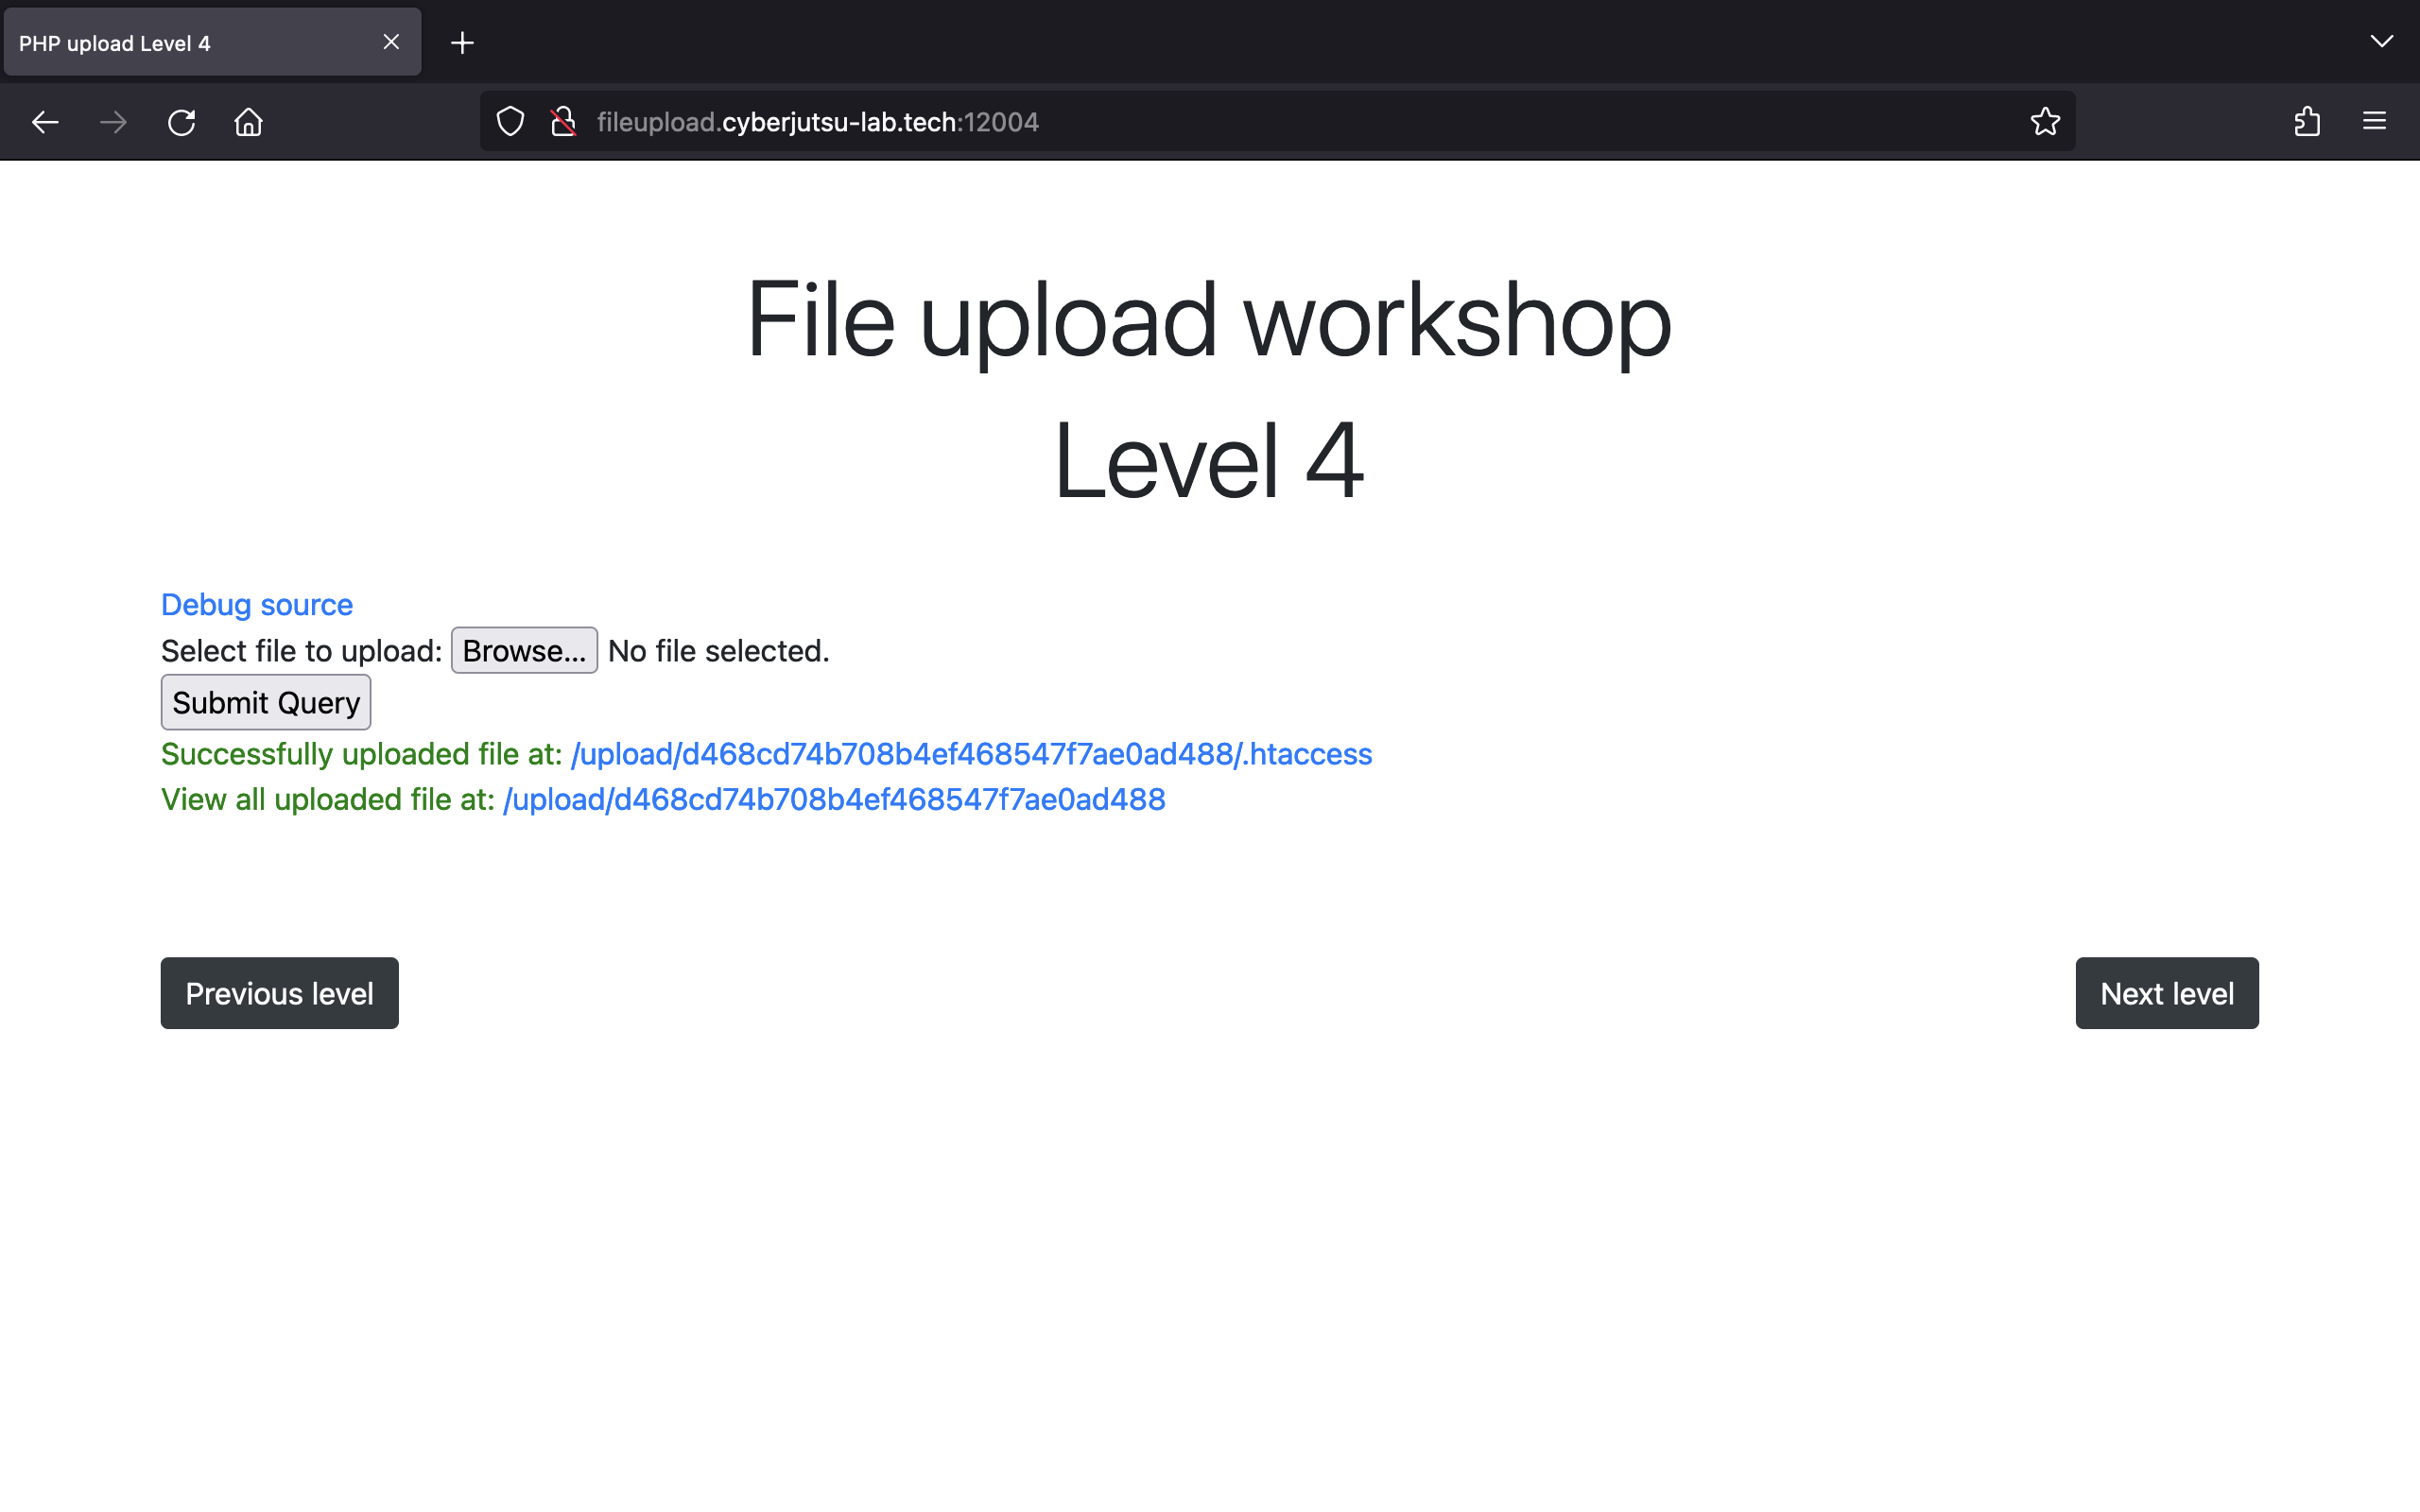 PHP upload Level 4
fileupload.cyberjutsu-lab.tech:12004
File upload workshop
Level 4
Debug source
Select file to upload: Browse... No file selected.
Submit Query
Successfully uploaded file at: /upload/d468cd74b708b4ef468547f7ae0ad488/.htaccess
View all uploaded file at: /upload/d468cd74b708b4ef468547f7ae0ad488
Previous level
Next level